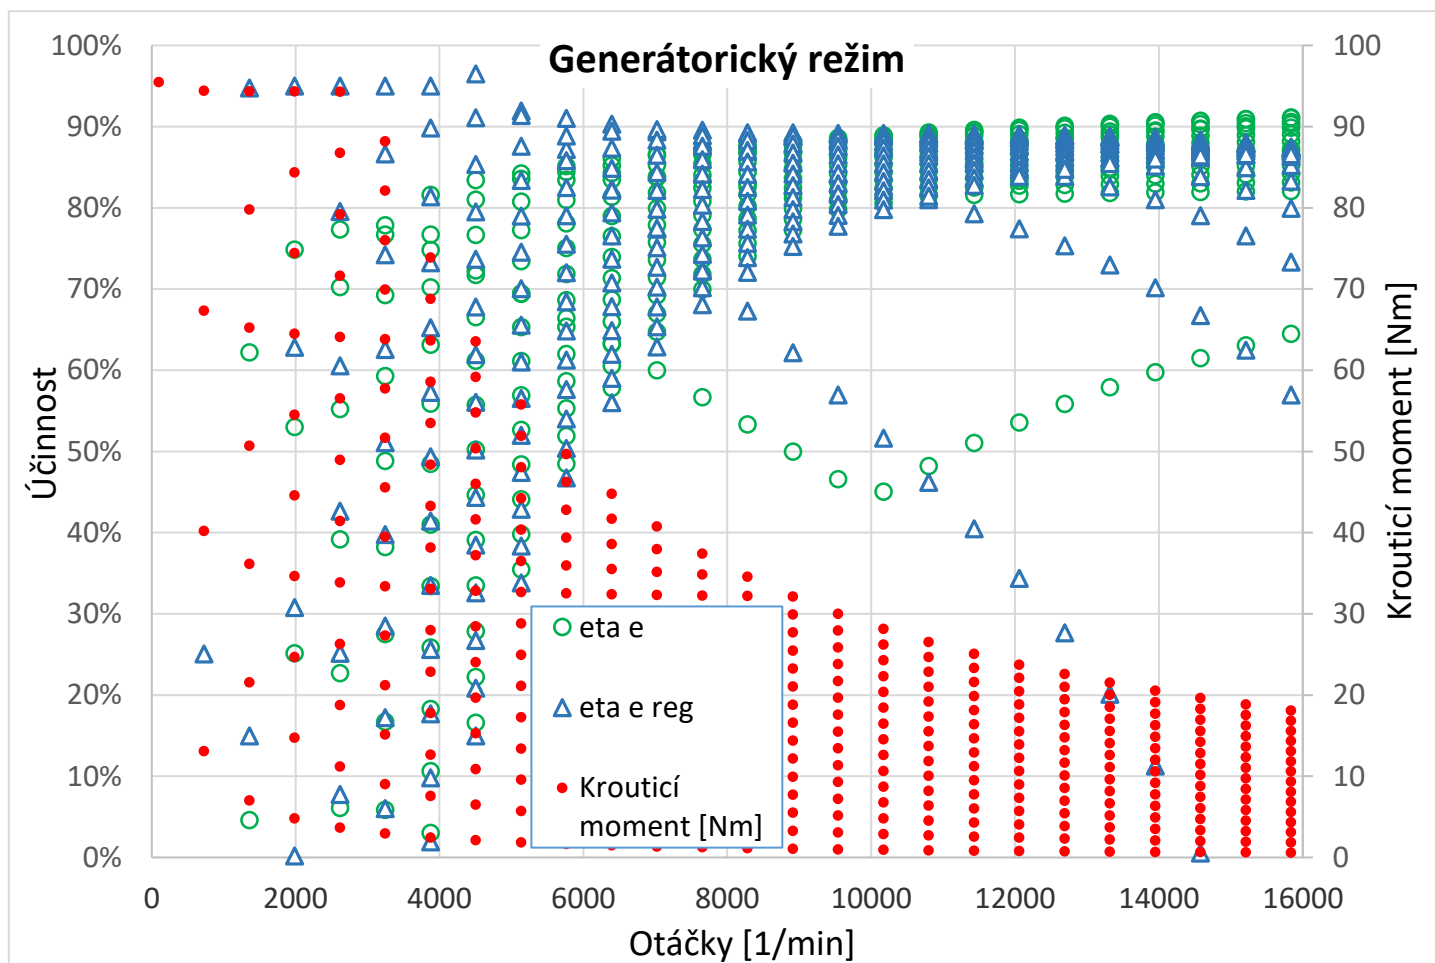 Generátorický režim
100%
90%
80%
70%
60%
50%
40%
30%
20%
10%
0%
Účinnost
100
90
80
70
60
50
40
30
20
10
0
Krouticí moment [Nm]
eta e
eta e reg
Krouticí
moment [Nm]
0 2000 4000 6000 8000 10000 12000 14000 16000
Otáčky [1/min]